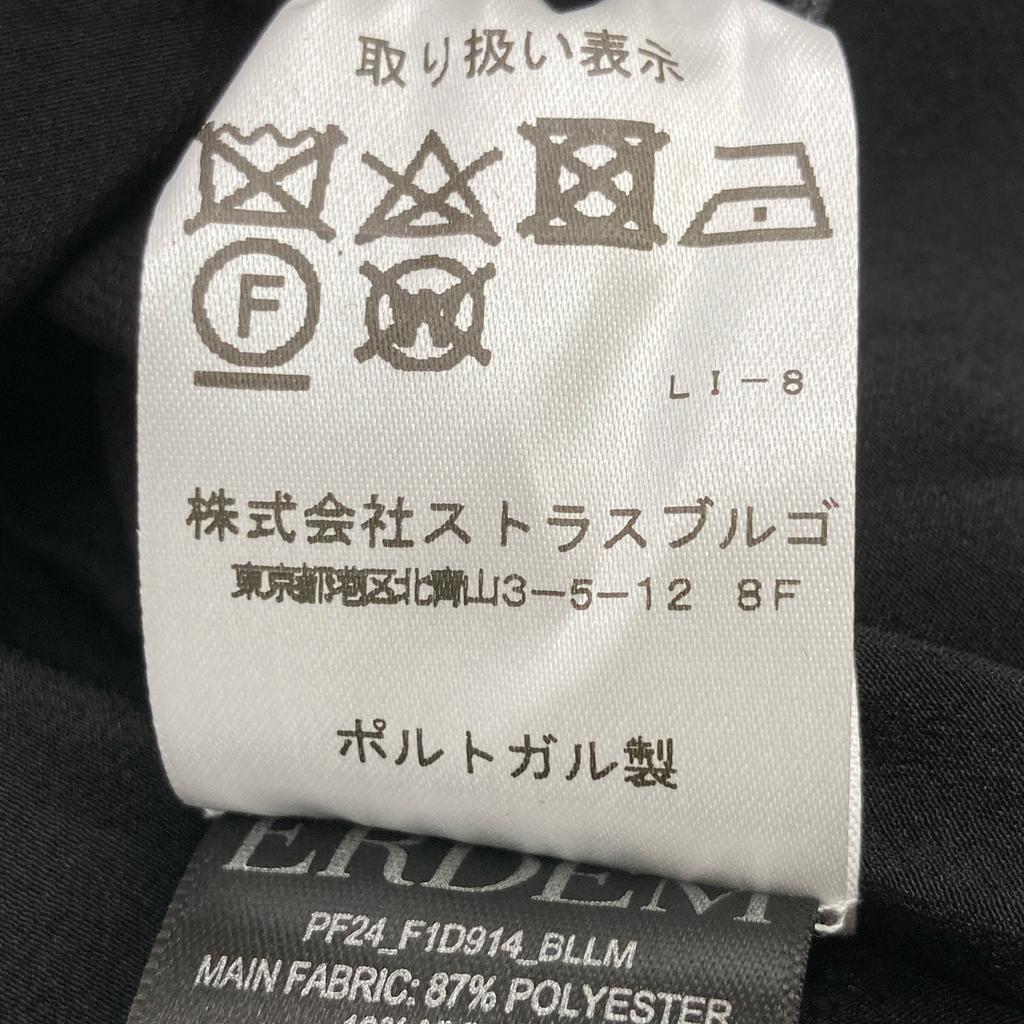 取り扱い表示
F
W
LI-8
株式会社ストラスブルゴ
東京都港区北青山3-5-12 8F
ポルトガル製
ERDEM
PF24_F1D914_BLLM
MAIN FABRIC: 87% POLYESTER